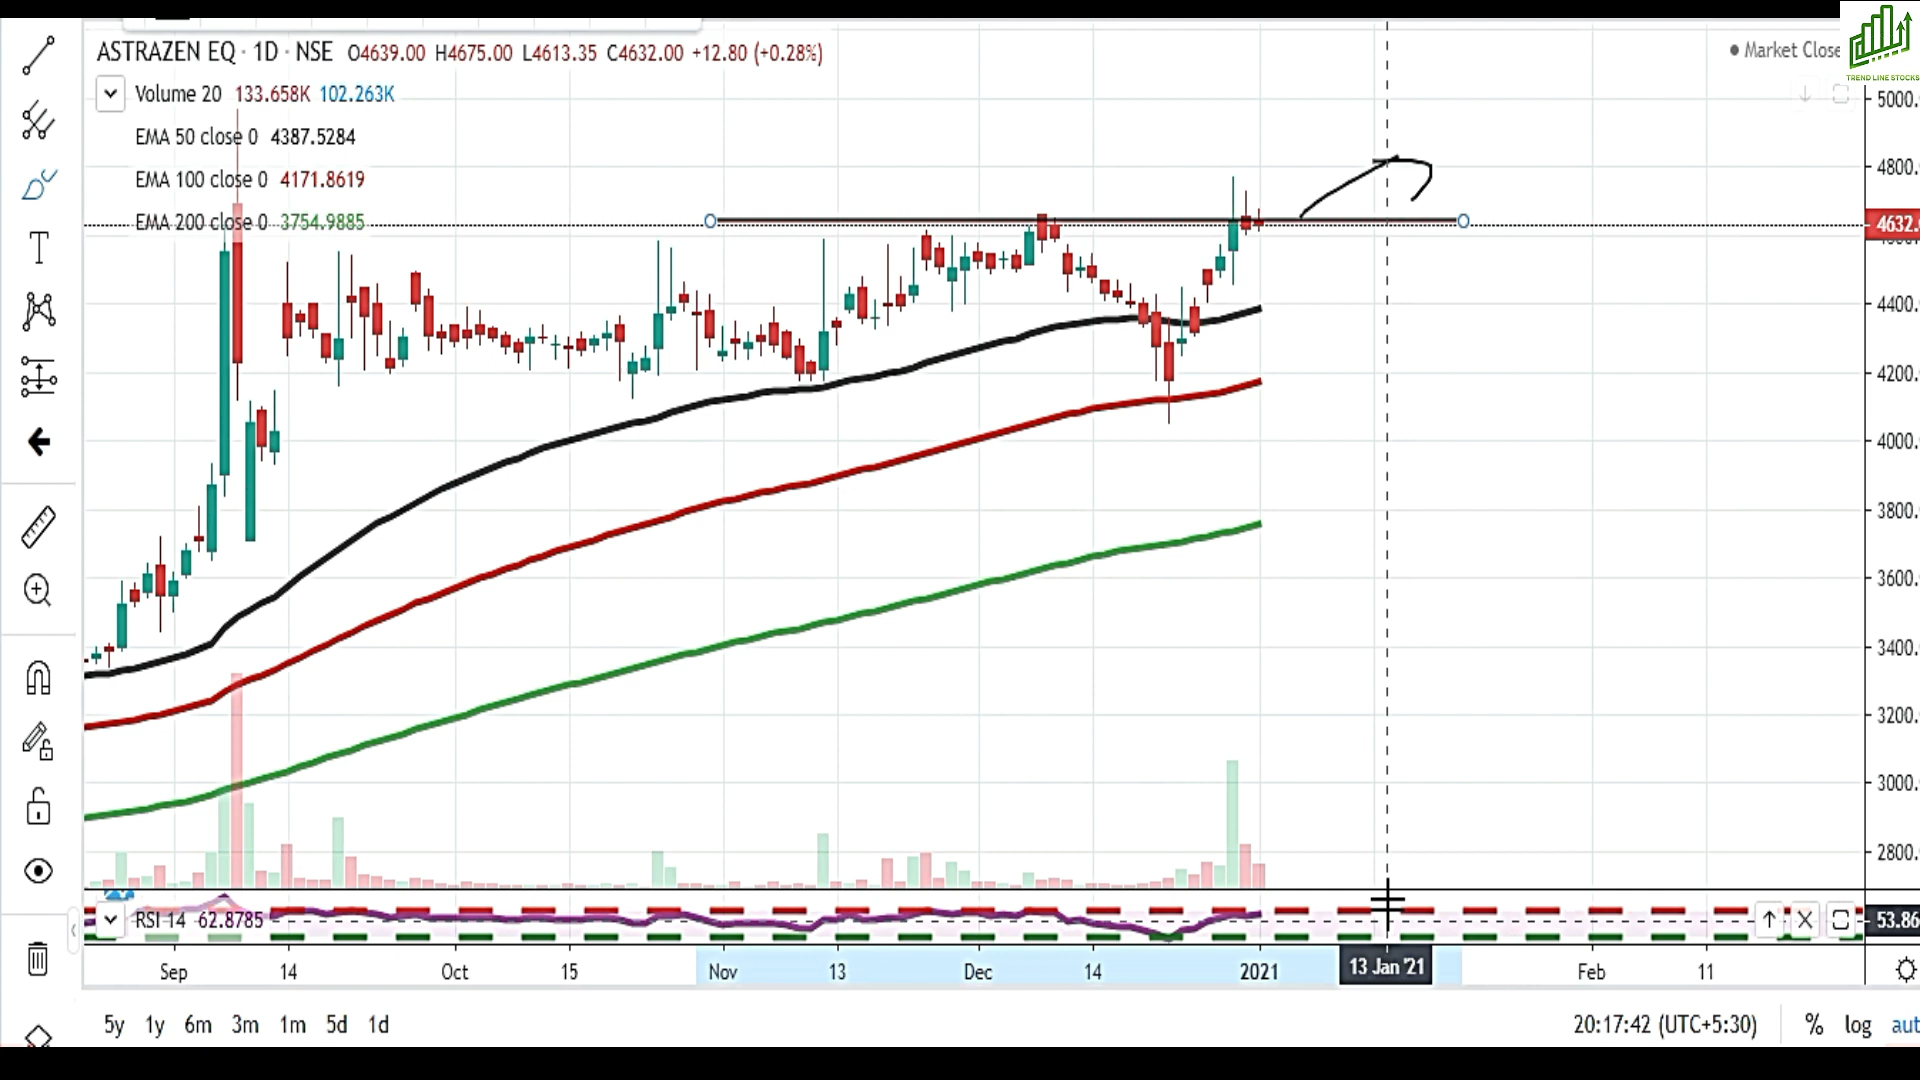 ASTRAZEN EQ · 1D · NSE O4639.00 H4675.00 L4613.35 C4632.00 +12.80 (+0.28%)
Market Close
TREND LINE STOCKS
Volume 20 133.658K 102.263K
EMA 50 close 0 4387.5284
EMA 100 close 0 4171.8619
EMA 200 close 0 3754.9885
5000.
4800.
4632.
4400.
4200.
4000.
3800.
3600.
3400.
3200.
3000.
2800.
RSI 14 62.8785
53.86
Sep 14 Oct 15 Nov 13 Dec 14 2021 13 Jan '21 Feb 11
5y 1y 6m 3m 1m 5d 1d
20:17:42 (UTC+5:30) % log aut